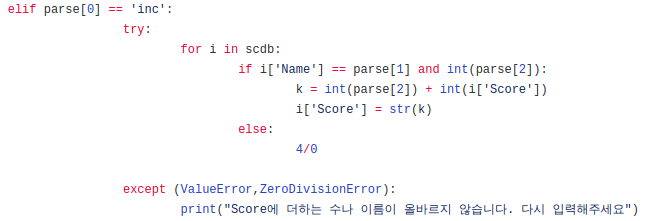 elif parse[0] == 'inc':
try:
for i in scdb:
if i['Name'] == parse[1] and int(parse[2]):
k = int(parse[2]) + int(i['Score'])
i['Score'] = str(k)
else:
4/0
except (ValueError,ZeroDivisionError):
print("Score에 더하는 수나 이름이 올바르지 않습니다. 다시 입력해주세요")